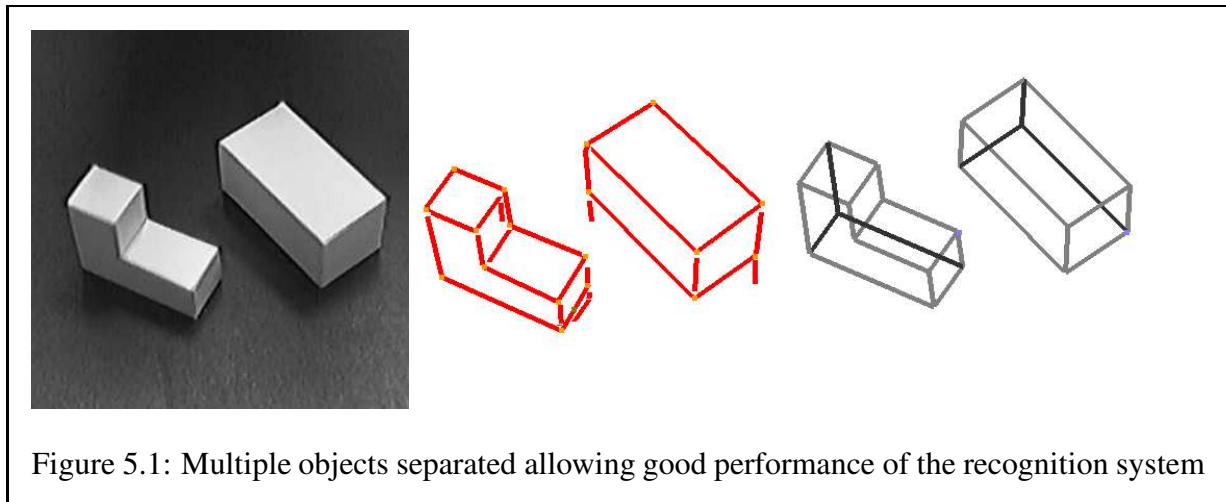 Figure 5.1: Multiple objects separated allowing good performance of the recognition system